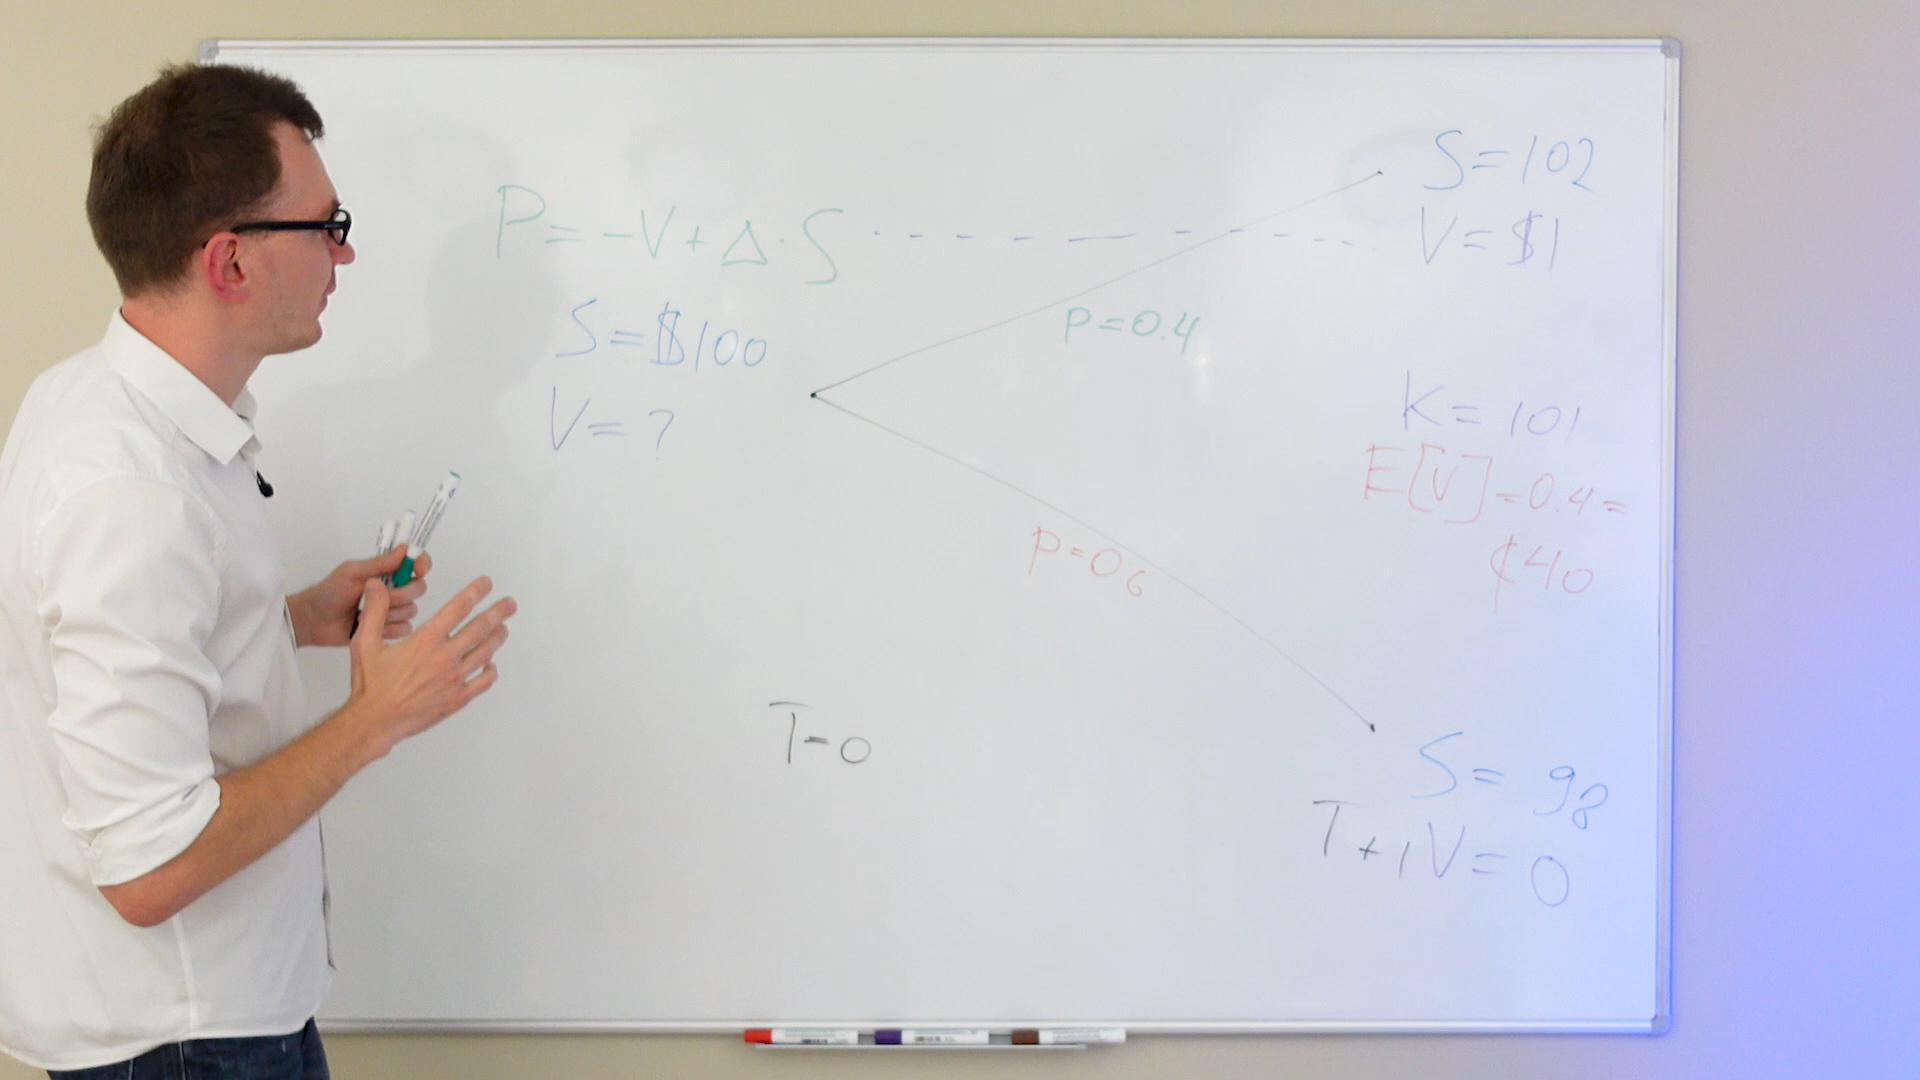 P = -V + Δ · S
S = $100
V = ?
S = 102
V = $1
P = 0.4
K = 101
E[V] = 0.4 =
¢40
P = 0.6
T = 0
S = 98
T + 1
V = 0